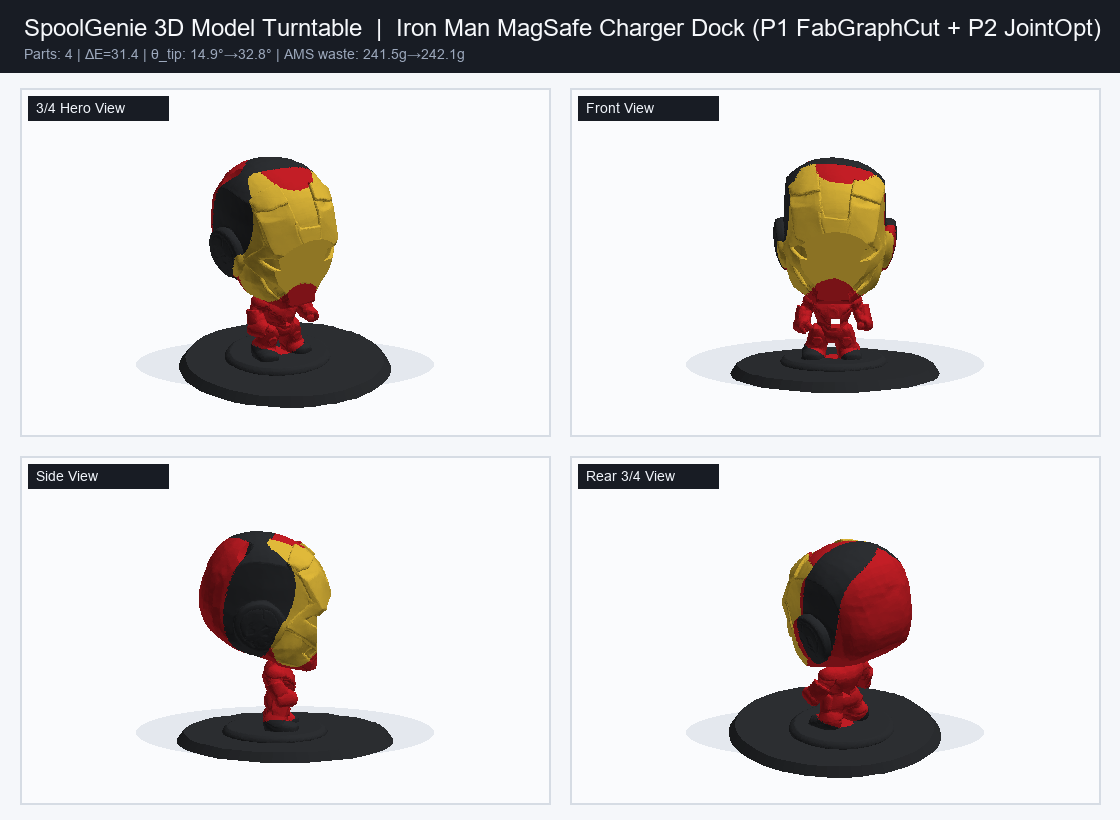 SpoolGenie 3D Model Turntable | Iron Man MagSafe Charger Dock (P1 FabGraphCut + P2 JointOpt)
Parts: 4 | ΔE=31.4 | θ_tip: 14.9°→32.8° | AMS waste: 241.5g→242.1g
3/4 Hero View
Front View
Side View
Rear 3/4 View